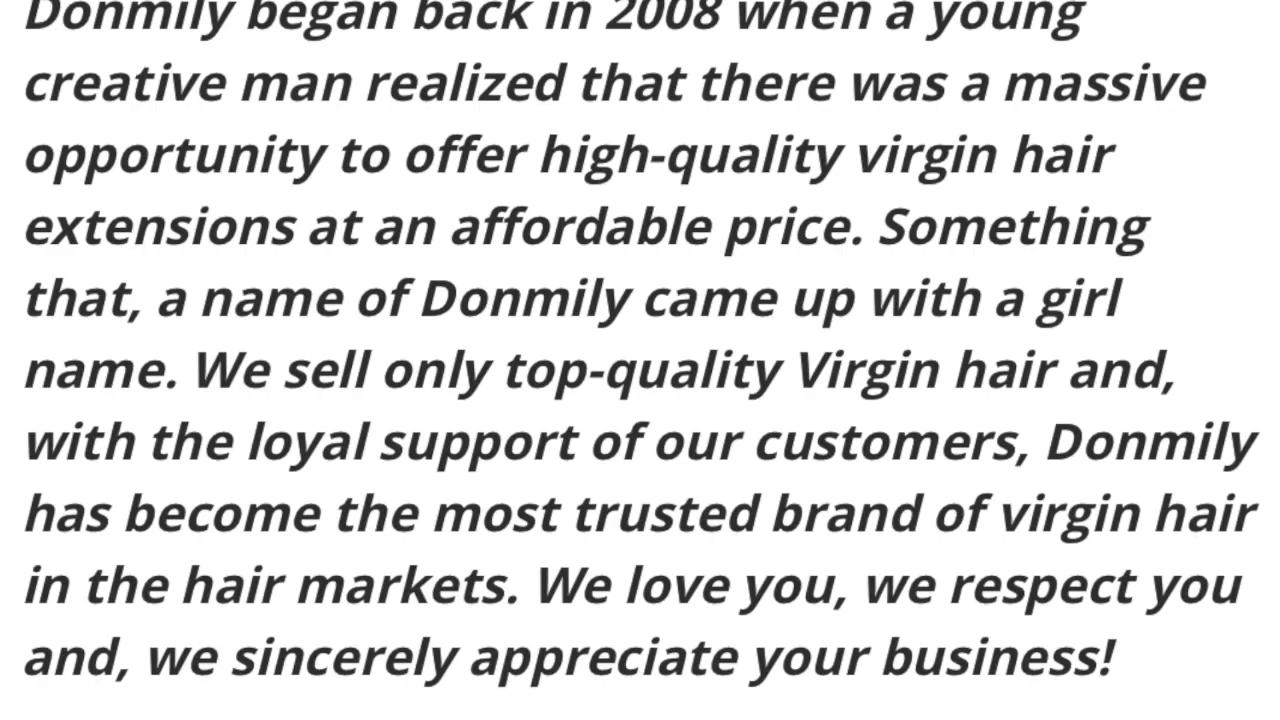 Donmily began back in 2008 when a young
creative man realized that there was a massive
opportunity to offer high-quality virgin hair
extensions at an affordable price. Something
that, a name of Donmily came up with a girl
name. We sell only top-quality Virgin hair and,
with the loyal support of our customers, Donmily
has become the most trusted brand of virgin hair
in the hair markets. We love you, we respect you
and, we sincerely appreciate your business!